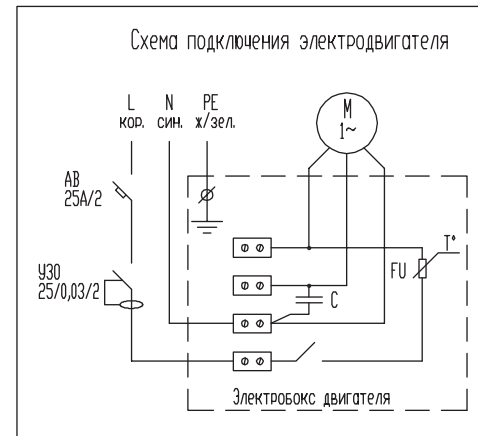 Схема подключения электродвигателя
L N PE
кор. син. ж/зел.
M
1~
АВ
25А/2
T°
FU
УЗО
25/0,03/2
C
Электробокс двигателя